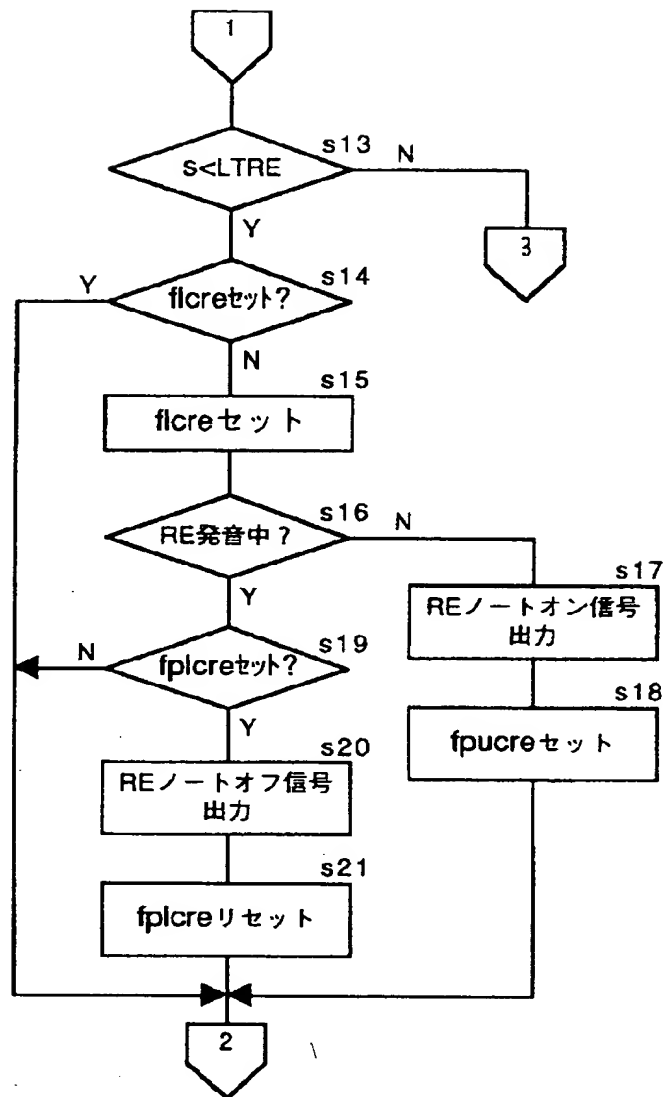 1
s13
s<LTRE
N
Y
3
s14
Y
flcreセット?
N
s15
flcreセット
s16
RE発音中?
N
Y
s17
REノートオン信号
出力
s19
N
fplcreセット?
Y
s18
fpucreセット
s20
REノートオフ信号
出力
s21
fplcreリセット
2